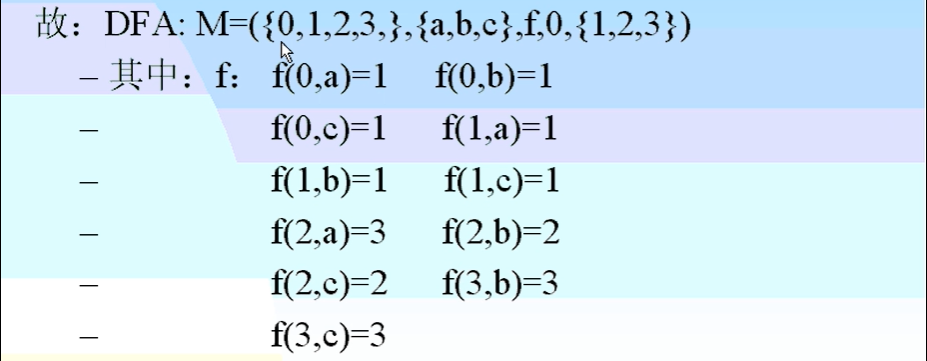 故：DFA: M=({0,1,2,3,},{a,b,c},f,0,{1,2,3})
– 其中：f： f(0,a)=1 f(0,b)=1
– f(0,c)=1 f(1,a)=1
– f(1,b)=1 f(1,c)=1
– f(2,a)=3 f(2,b)=2
– f(2,c)=2 f(3,b)=3
– f(3,c)=3